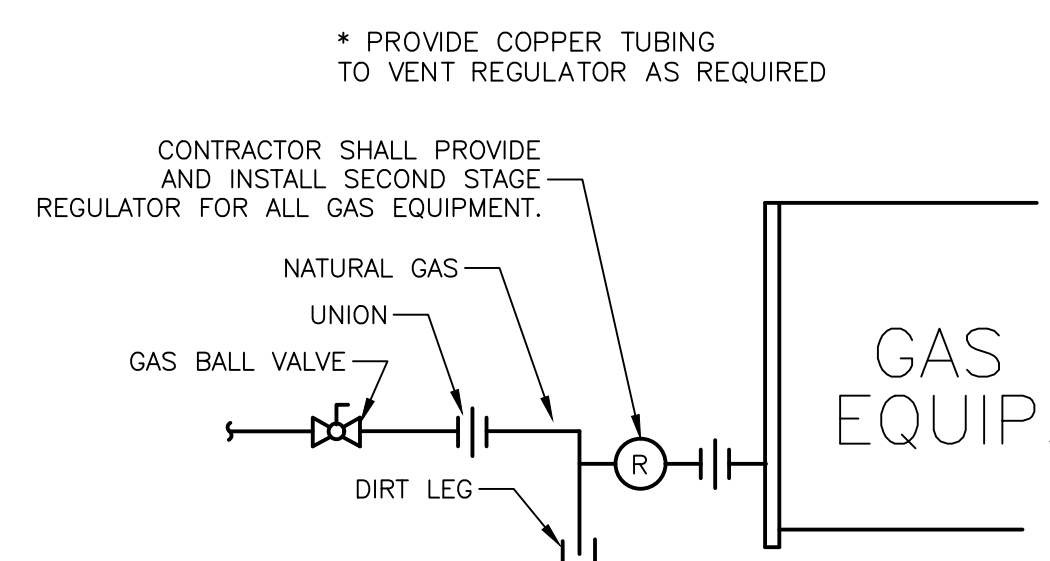 * PROVIDE COPPER TUBING
TO VENT REGULATOR AS REQUIRED
CONTRACTOR SHALL PROVIDE
AND INSTALL SECOND STAGE
REGULATOR FOR ALL GAS EQUIPMENT.
NATURAL GAS
UNION
GAS BALL VALVE
GAS
EQUIP.
R
DIRT LEG